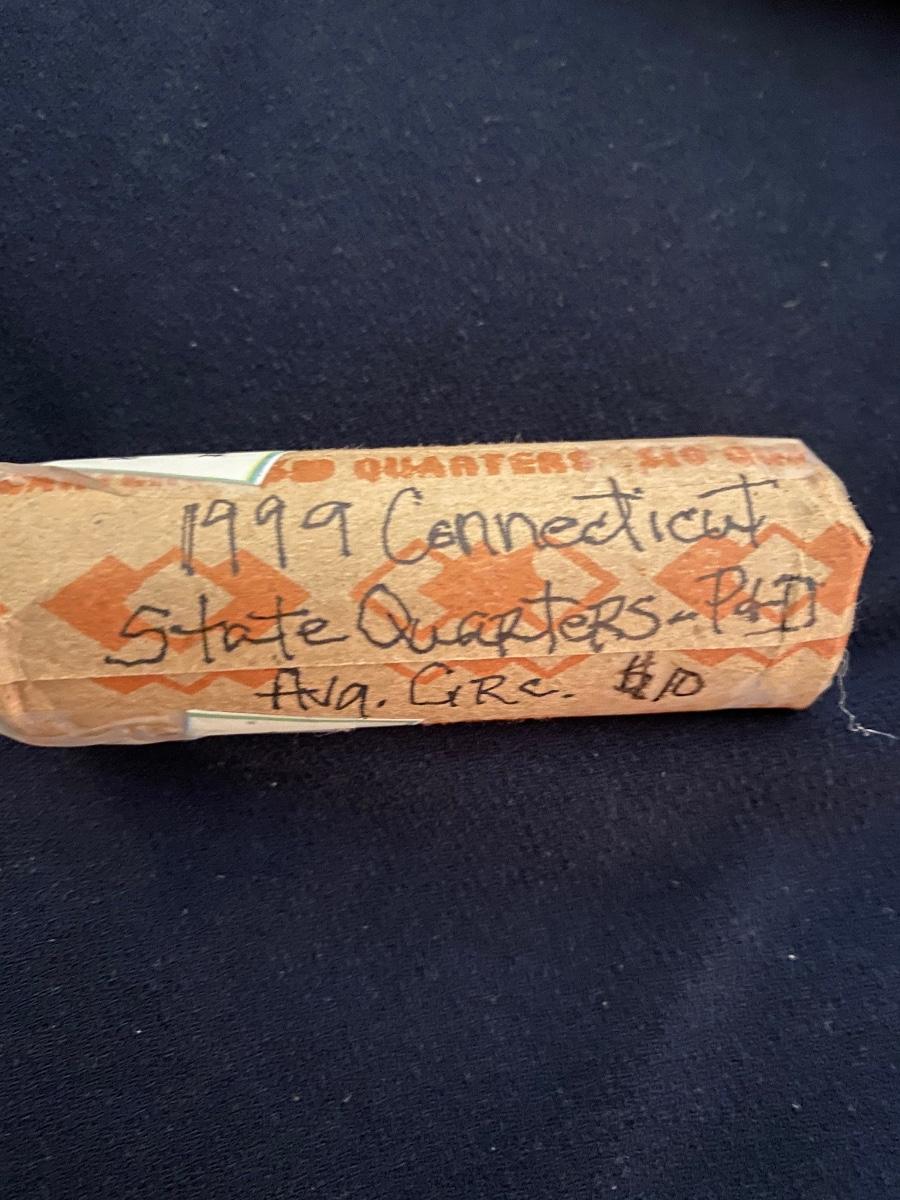 QUARTERS $10
1999 Connecticut
State Quarters - P&D
Avg. Circ. $10